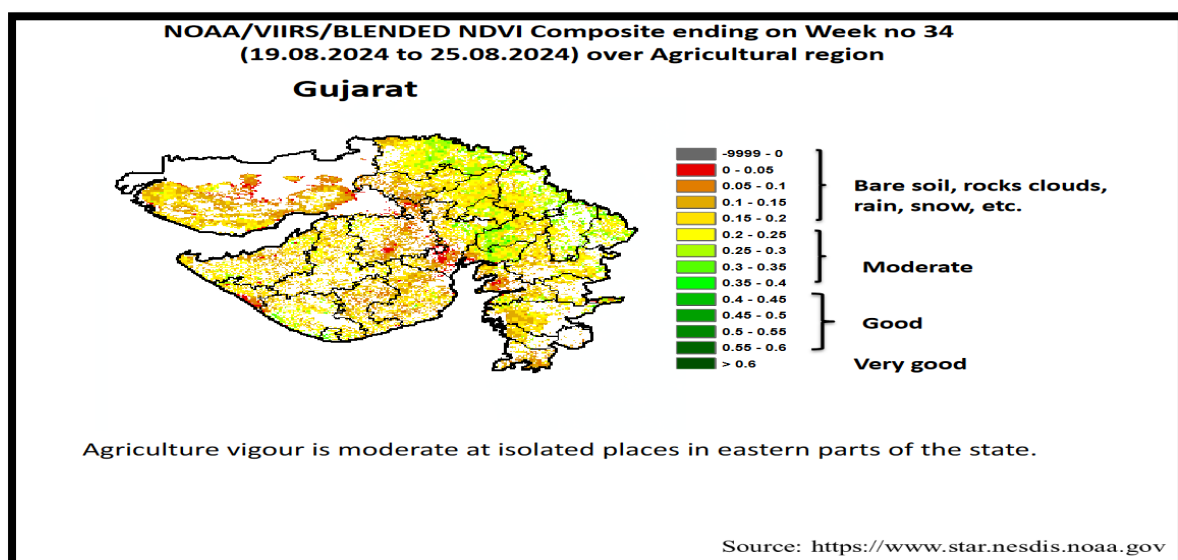 NOAA/VIIRS/BLENDED NDVI Composite ending on Week no 34
(19.08.2024 to 25.08.2024) over Agricultural region
Gujarat
-9999 - 0
0 - 0.05
0.05 - 0.1
0.1 - 0.15
0.15 - 0.2
0.2 - 0.25
0.25 - 0.3
0.3 - 0.35
0.35 - 0.4
0.4 - 0.45
0.45 - 0.5
0.5 - 0.55
0.55 - 0.6
> 0.6
Bare soil, rocks clouds,
rain, snow, etc.
Moderate
Good
Very good
Agriculture vigour is moderate at isolated places in eastern parts of the state.
Source: https://www.star.nesdis.noaa.gov